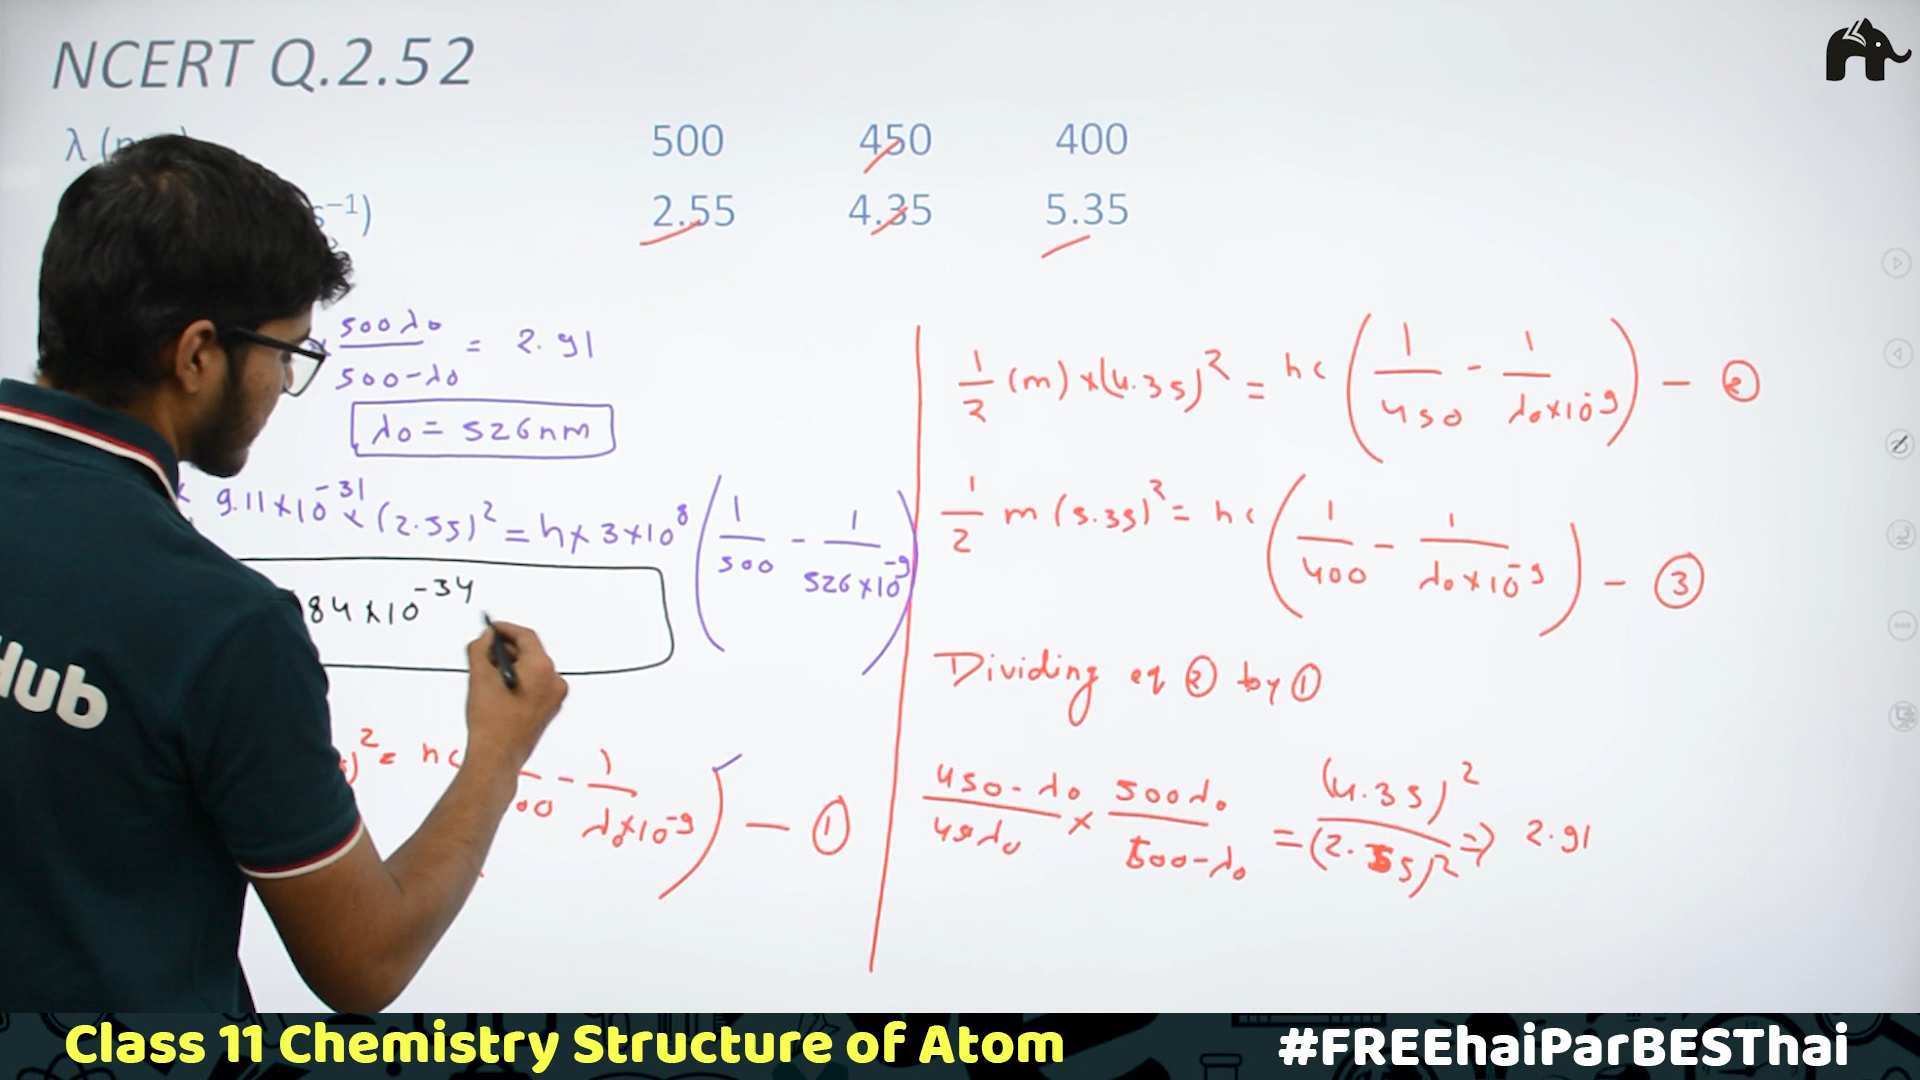 NCERT Q.2.52
λ ( 500 450 400
s⁻¹) 2.55 4.35 5.35
500λ₀ / 500-λ₀ = 2.91
λ₀ = 526nm
9.11×10⁻³¹ × (2.55)² = h × 3×10⁸ (1/500 - 1/526×10⁻⁹)
84×10⁻³⁴
)² = hc 00 - 1/λ₀×10⁻⁹) — ①
1/2 (m) × (4.35)² = hc (1/450 - 1/λ₀×10⁻⁹) — ②
1/2 m (5.35)² = hc (1/400 - 1/λ₀×10⁻⁹) — ③
Dividing eq ② by ①
450-λ₀ / 45λ₀ × 500λ₀ / 500-λ₀ = (4.35)² / (2.55)² ⇒ 2.91
Hub
Class 11 Chemistry Structure of Atom
#FREEhaiParBESThai